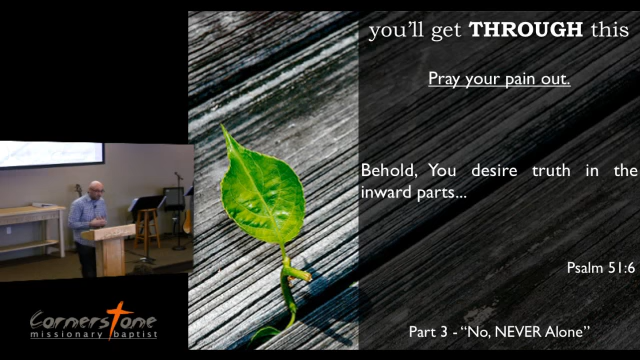 you'll get THROUGH this
Pray your pain out.
Behold, You desire truth in the
inward parts...
Psalm 51:6
Cornerstone
missionary baptist
Part 3 - “No, NEVER Alone”